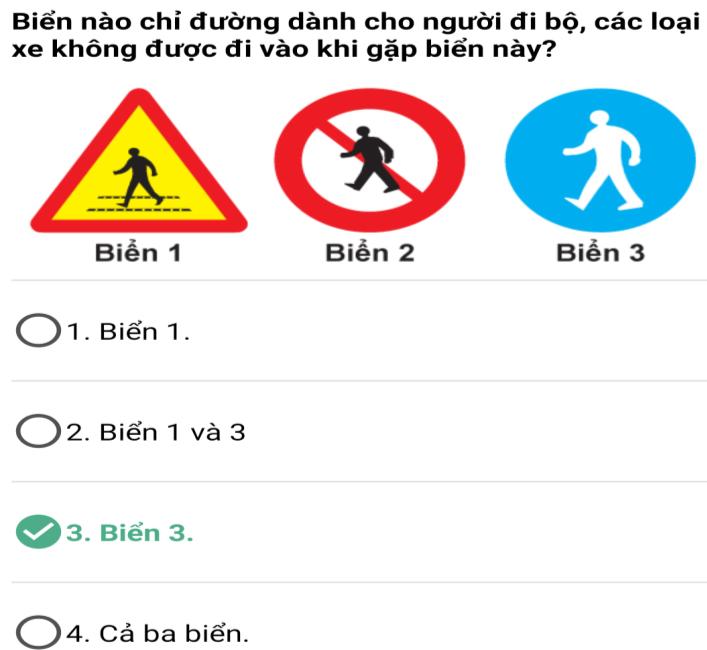 Biển nào chỉ đường dành cho người đi bộ, các loại
xe không được đi vào khi gặp biển này?
Biển 1 Biển 2 Biển 3
1. Biển 1.
2. Biển 1 và 3
3. Biển 3.
4. Cả ba biển.